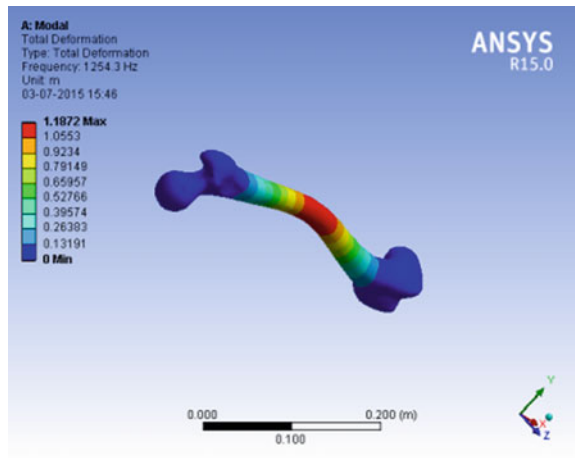 A: Modal
Total Deformation
Type: Total Deformation
Frequency: 1254.3 Hz
Unit: m
03-07-2015 15:46
ANSYS
R15.0
1.1872 Max
1.0553
0.9234
0.79149
0.65957
0.52766
0.39574
0.26383
0.13191
0 Min
0.000
0.200 (m)
0.100
Y
X
Z